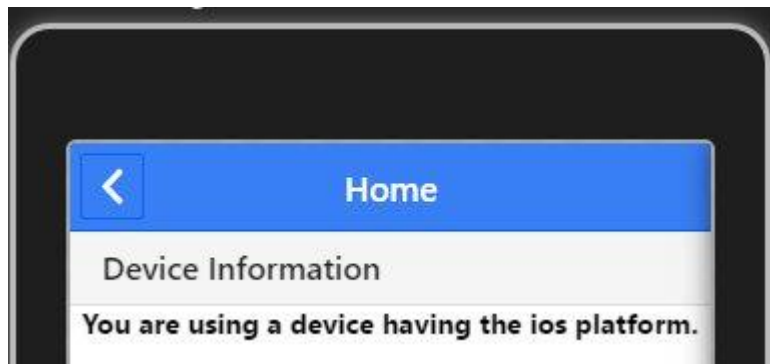 Home
Device Information
You are using a device having the ios platform.